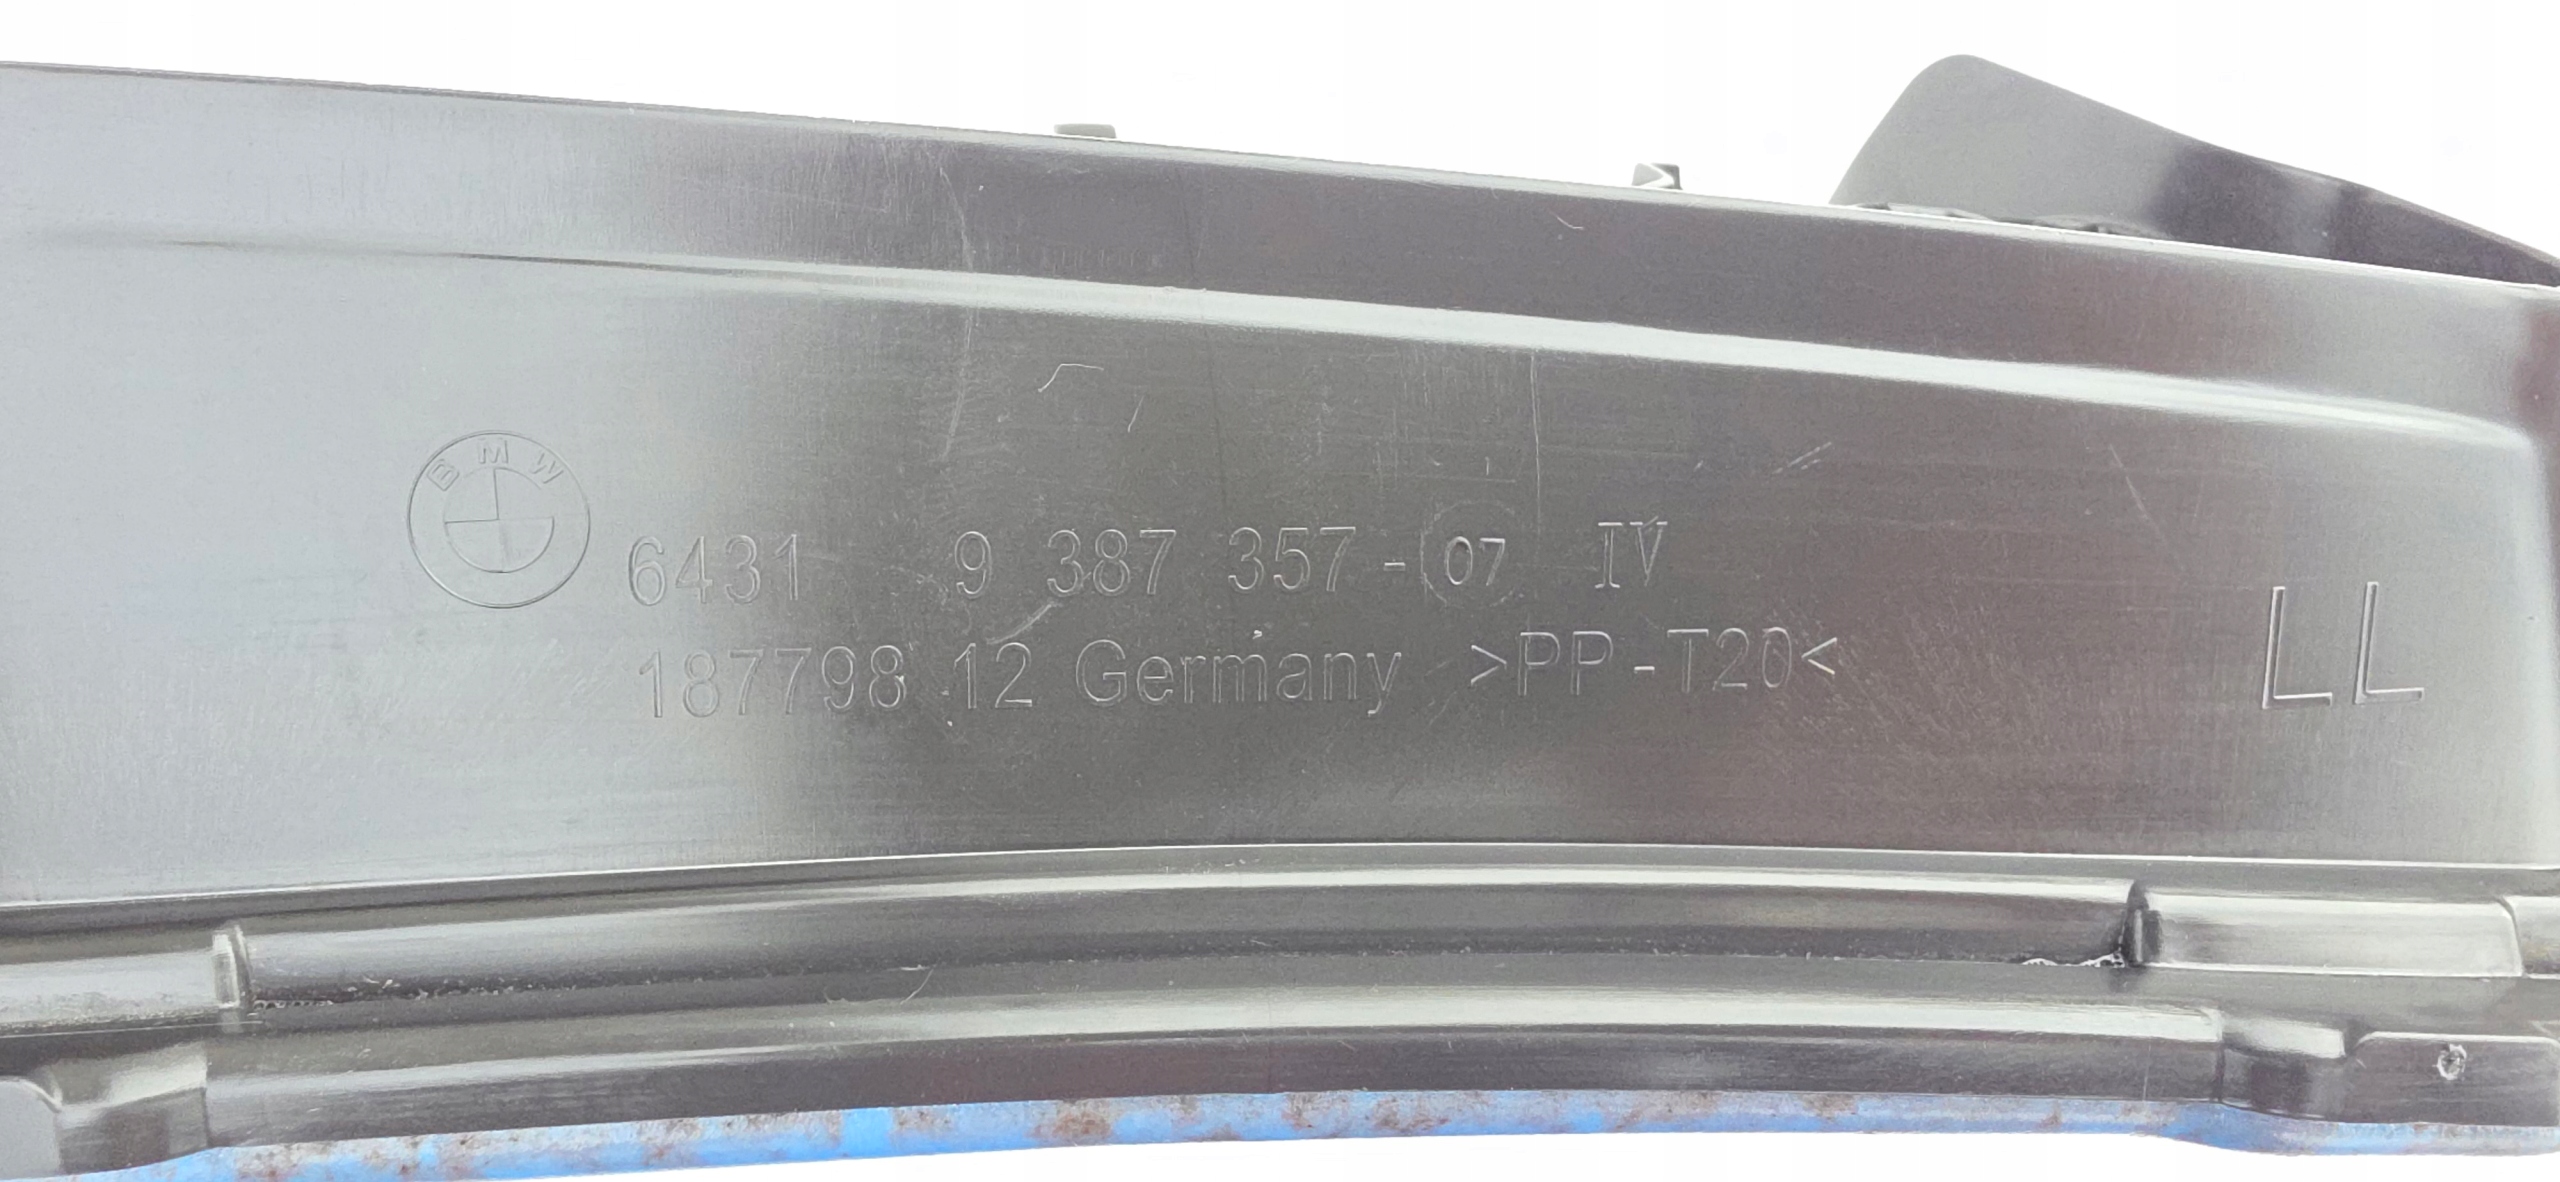 BMW
6431 9 387 357-07 IV
187798 12 Germany >PP-T20<
LL